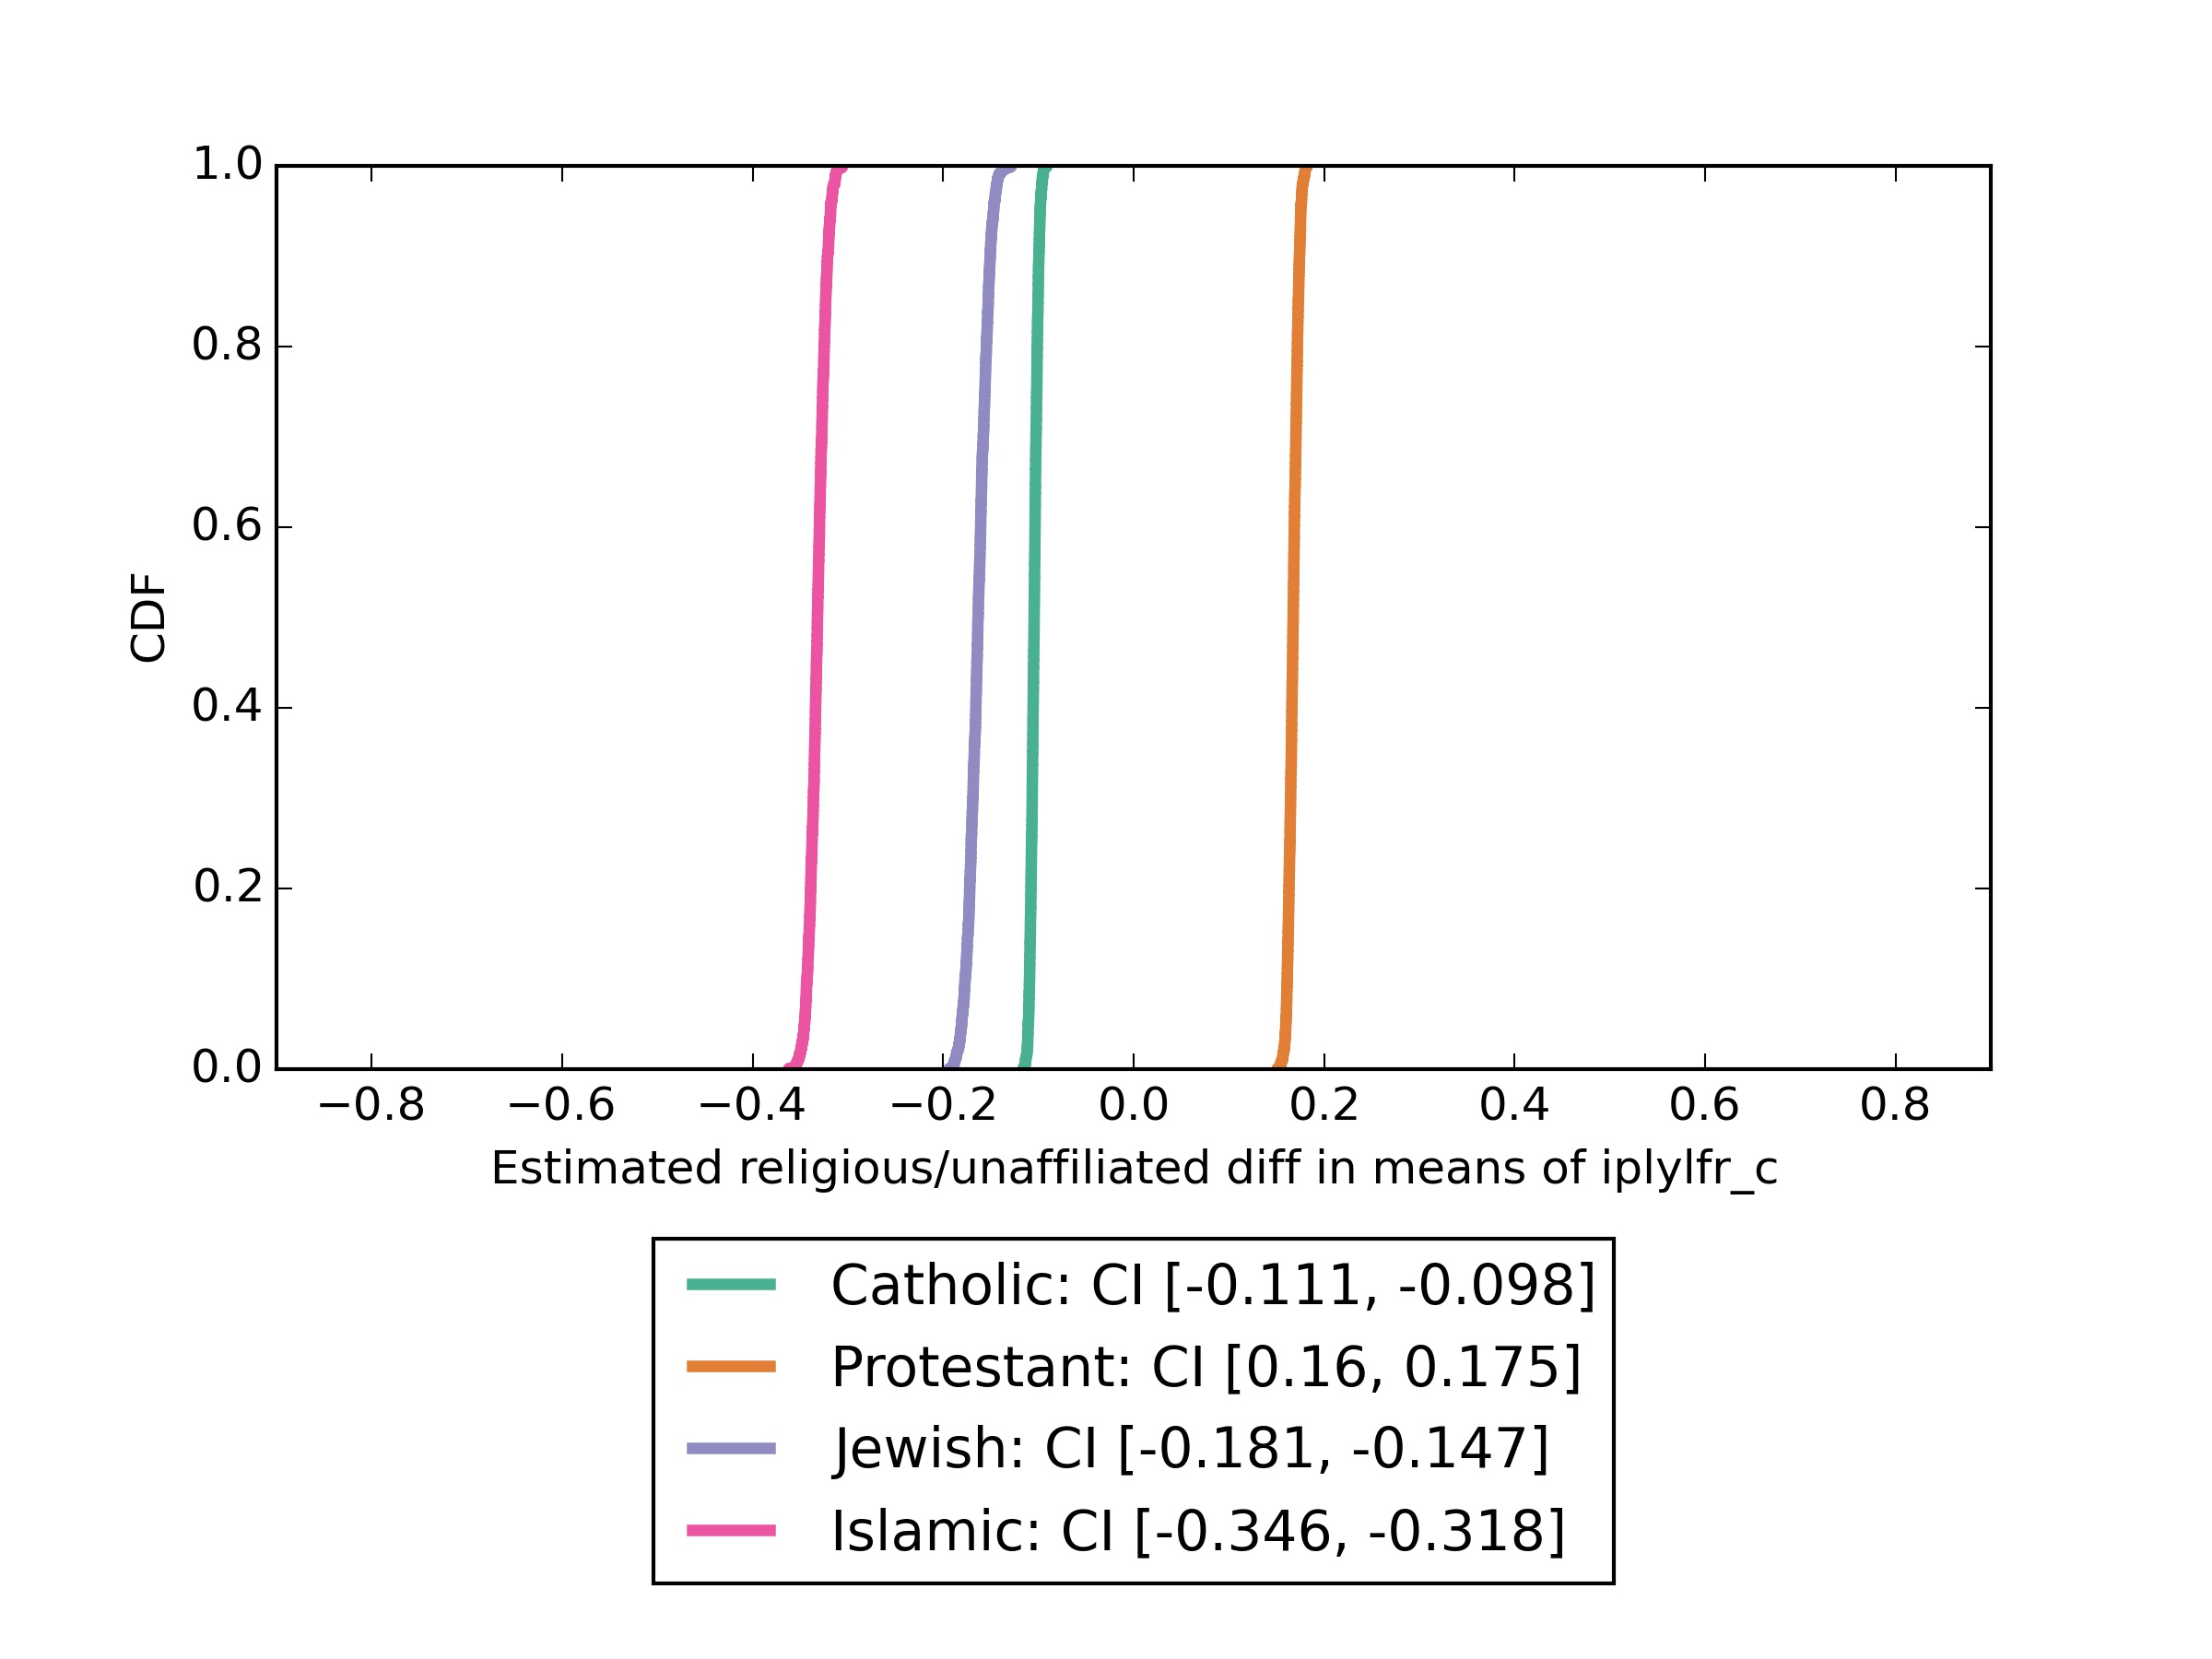 1.0
0.8
0.6
0.4
0.2
0.0
CDF
−0.8 −0.6 −0.4 −0.2 0.0 0.2 0.4 0.6 0.8
Estimated religious/unaffiliated diff in means of iplylfr_c
Catholic: CI [-0.111, -0.098]
Protestant: CI [0.16, 0.175]
Jewish: CI [-0.181, -0.147]
Islamic: CI [-0.346, -0.318]